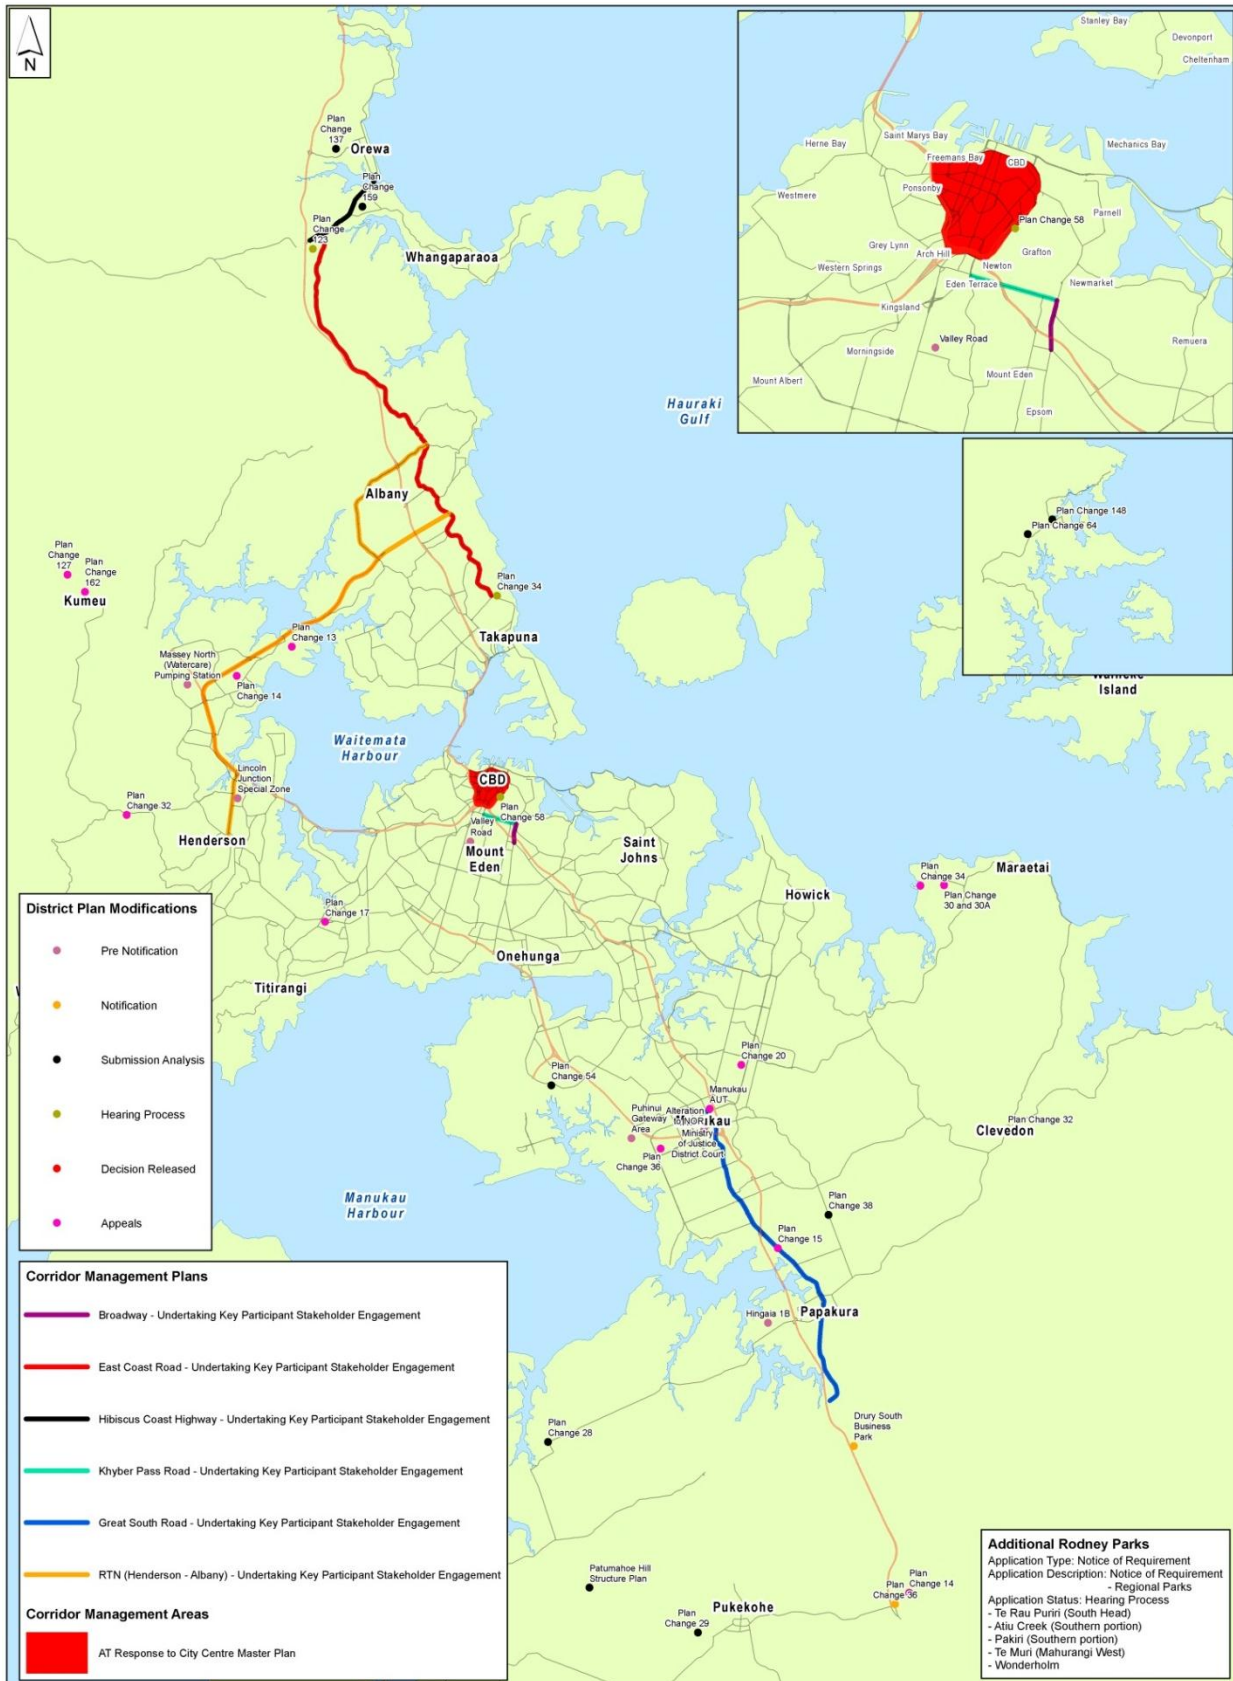 N
Plan
Change
137
Orewa
Plan
Change
159
Plan
Change
123
Whangaparaoa
Hauraki
Gulf
Albany
Plan
Change
127
Plan
Change
162
Kumeu
Plan
Change 34
Takapuna
Plan
Change 13
Massey North
(Watercare)
Pumping Station
Plan
Change 14
Waitemata
Harbour
Lincoln
Junction
Special Zone
Plan
Change 32
Henderson
CBD
Plan
Change 58
Valley
Road
Mount
Eden
Saint
Johns
Howick
Plan
Change 34
Plan Change
30 and 30A
Maraetai
Plan
Change 17
Onehunga
Titirangi
Plan
Change 54
Plan
Change 20
Manukau
AUT
Puhinui
Gateway
Area
Alteration
to NOR
Ministry
of Justice
District Court
Plan
Change 36
Plan Change 32
Clevedon
Manukau
Harbour
Plan
Change 38
Plan
Change 15
Hingaia 1B
Papakura
Drury South
Business
Park
Plan
Change 28
Patumahoe Hill
Structure Plan
Plan
Change 29
Pukekohe
Plan
Change 36
Plan
Change 14
Stanley Bay
Devonport
Cheltenham
Saint Marys Bay
Herne Bay
Mechanics Bay
Freemans Bay
CBD
Westmere
Ponsonby
Parnell
Plan Change 58
Grey Lynn
Arch Hill
Grafton
Western Springs
Newton
Eden Terrace
Newmarket
Kingsland
Valley Road
Remuera
Morningside
Mount Albert
Mount Eden
Epsom
Plan Change 148
Plan Change 64
Island
District Plan Modifications
Pre Notification
Notification
Submission Analysis
Hearing Process
Decision Released
Appeals
Corridor Management Plans
Broadway - Undertaking Key Participant Stakeholder Engagement
East Coast Road - Undertaking Key Participant Stakeholder Engagement
Hibiscus Coast Highway - Undertaking Key Participant Stakeholder Engagement
Khyber Pass Road - Undertaking Key Participant Stakeholder Engagement
Great South Road - Undertaking Key Participant Stakeholder Engagement
RTN (Henderson - Albany) - Undertaking Key Participant Stakeholder Engagement
Corridor Management Areas
AT Response to City Centre Master Plan
Additional Rodney Parks
Application Type: Notice of Requirement
Application Description: Notice of Requirement
- Regional Parks
Application Status: Hearing Process
- Te Rau Puriri (South Head)
- Atiu Creek (Southern portion)
- Pakiri (Southern portion)
- Te Muri (Mahurangi West)
- Wonderholm